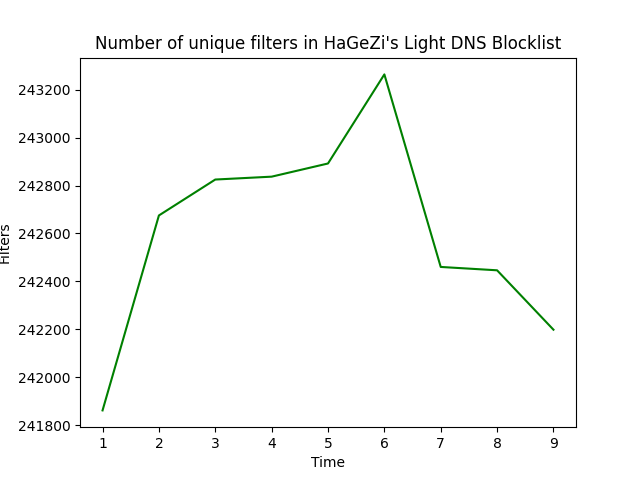 Number of unique filters in HaGeZi's Light DNS Blocklist
243200
243000
242800
242600
242400
242200
242000
241800
Filters
1 2 3 4 5 6 7 8 9
Time